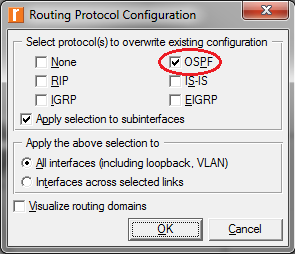 Routing Protocol Configuration
Select protocol(s) to overwrite existing configuration
None
OSPF
RIP
IS-IS
IGRP
EIGRP
Apply selection to subinterfaces
Apply the above selection to
All interfaces (including loopback, VLAN)
Interfaces across selected links
Visualize routing domains
OK
Cancel